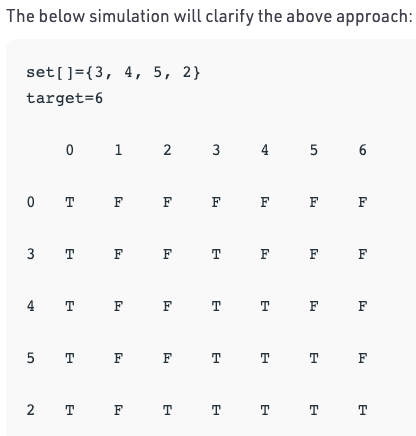 The below simulation will clarify the above approach:
set[]={3, 4, 5, 2}
target=6
0 1 2 3 4 5 6
0 T F F F F F F
3 T F F T F F F
4 T F F T T F F
5 T F F T T T F
2 T F T T T T T